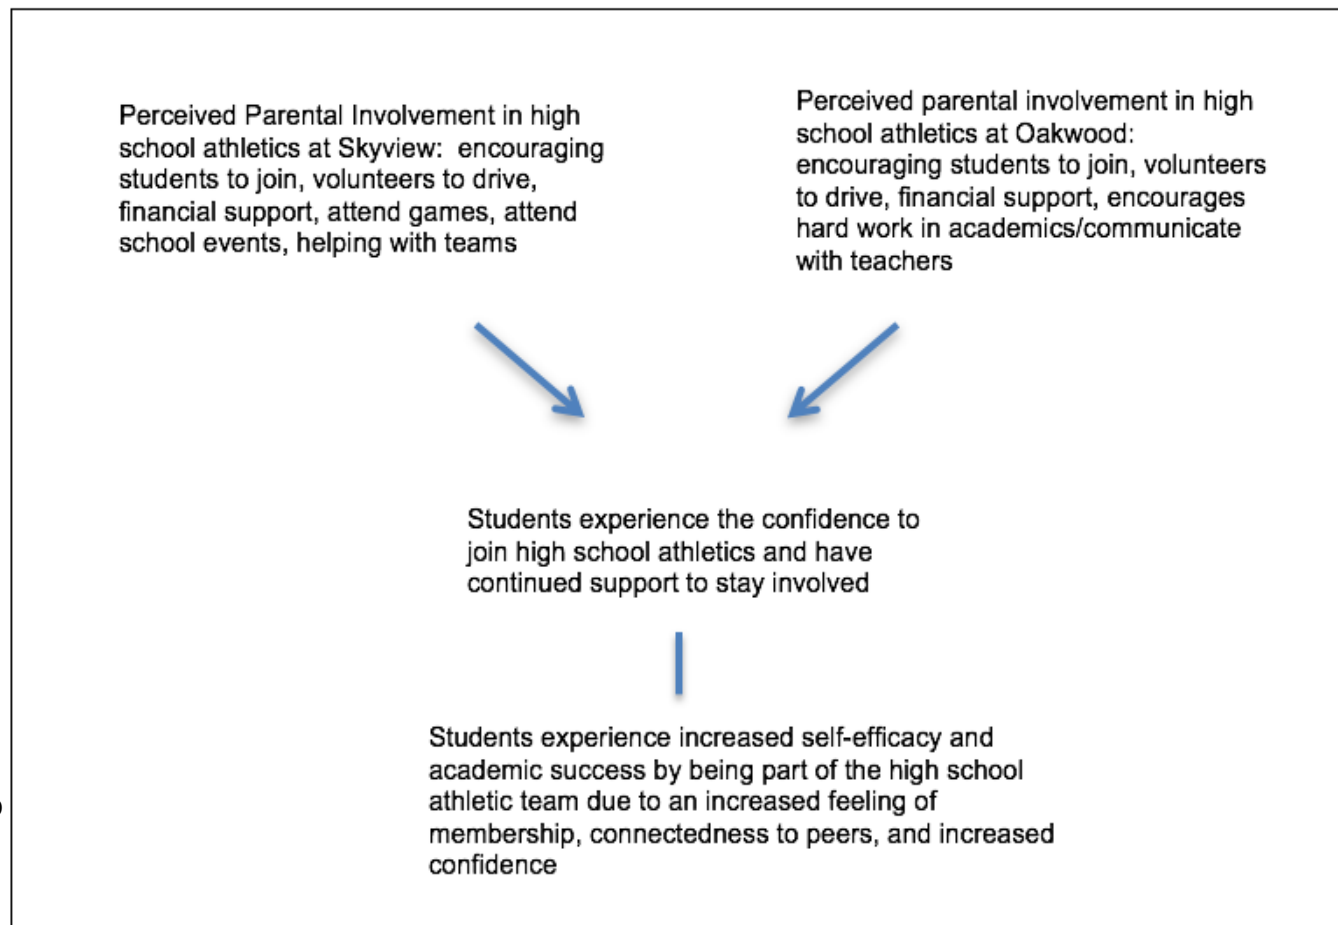 Perceived Parental Involvement in high
school athletics at Skyview:  encouraging
students to join, volunteers to drive,
financial support, attend games, attend
school events, helping with teams
Perceived parental involvement in high
school athletics at Oakwood:
encouraging students to join, volunteers
to drive, financial support, encourages
hard work in academics/communicate
with teachers
Students experience the confidence to
join high school athletics and have
continued support to stay involved
Students experience increased self-efficacy and
academic success by being part of the high school
athletic team due to an increased feeling of
membership, connectedness to peers, and increased
confidence